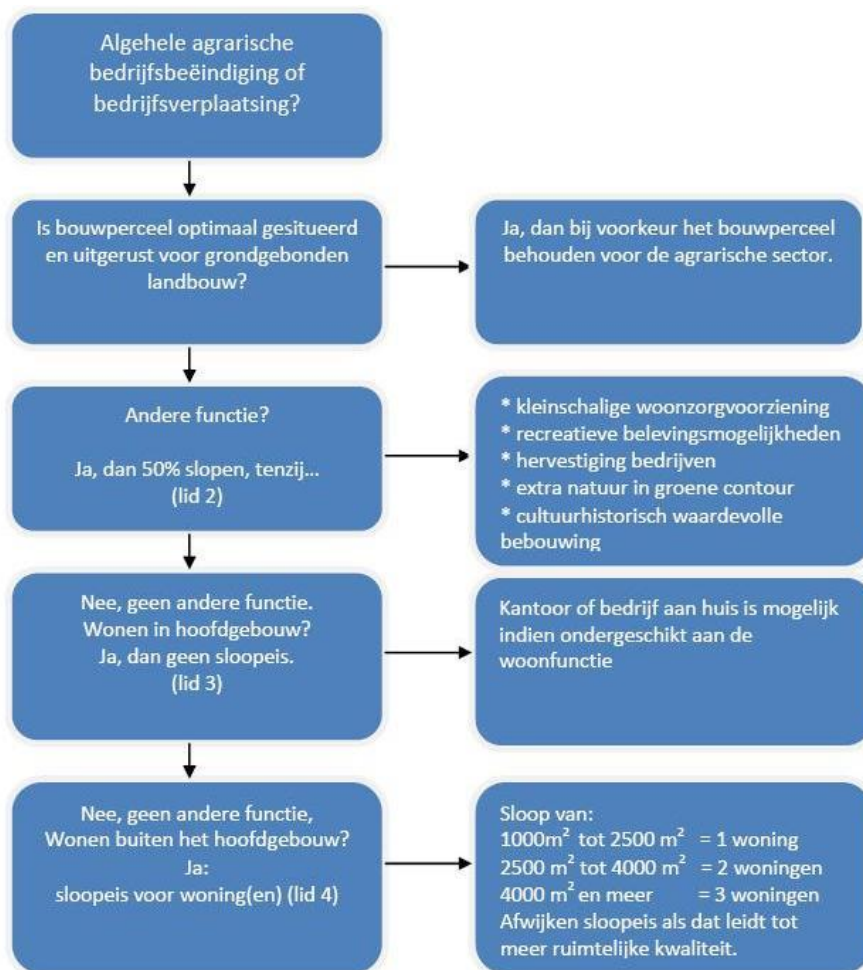 Algehele agrarische
bedrijfsbeëindiging of
bedrijfsverplaatsing?
Is bouwperceel optimaal gesitueerd
en uitgerust voor grondgebonden
landbouw?
Ja, dan bij voorkeur het bouwperceel
behouden voor de agrarische sector.
Andere functie?
Ja, dan 50% slopen, tenzij...
(lid 2)
* kleinschalige woonzorgvoorziening
* recreatieve belevingsmogelijkheden
* hervestiging bedrijven
* extra natuur in groene contour
* cultuurhistorisch waardevolle
bebouwing
Nee, geen andere functie.
Wonen in hoofdgebouw?
Ja, dan geen sloopeis.
(lid 3)
Kantoor of bedrijf aan huis is mogelijk
indien ondergeschikt aan de
woonfunctie
Nee, geen andere functie,
Wonen buiten het hoofdgebouw?
Ja:
sloopeis voor woning(en) (lid 4)
Sloop van:
1000m² tot 2500 m² = 1 woning
2500 m² tot 4000 m² = 2 woningen
4000 m² en meer = 3 woningen
Afwijken sloopeis als dat leidt tot
meer ruimtelijke kwaliteit.